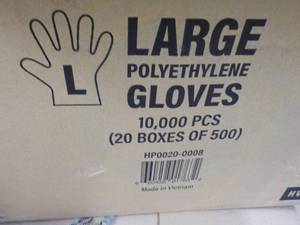 L
LARGE
POLYETHYLENE
GLOVES
10,000 PCS
(20 BOXES OF 500)
HP0020-0008
Made in Vietnam